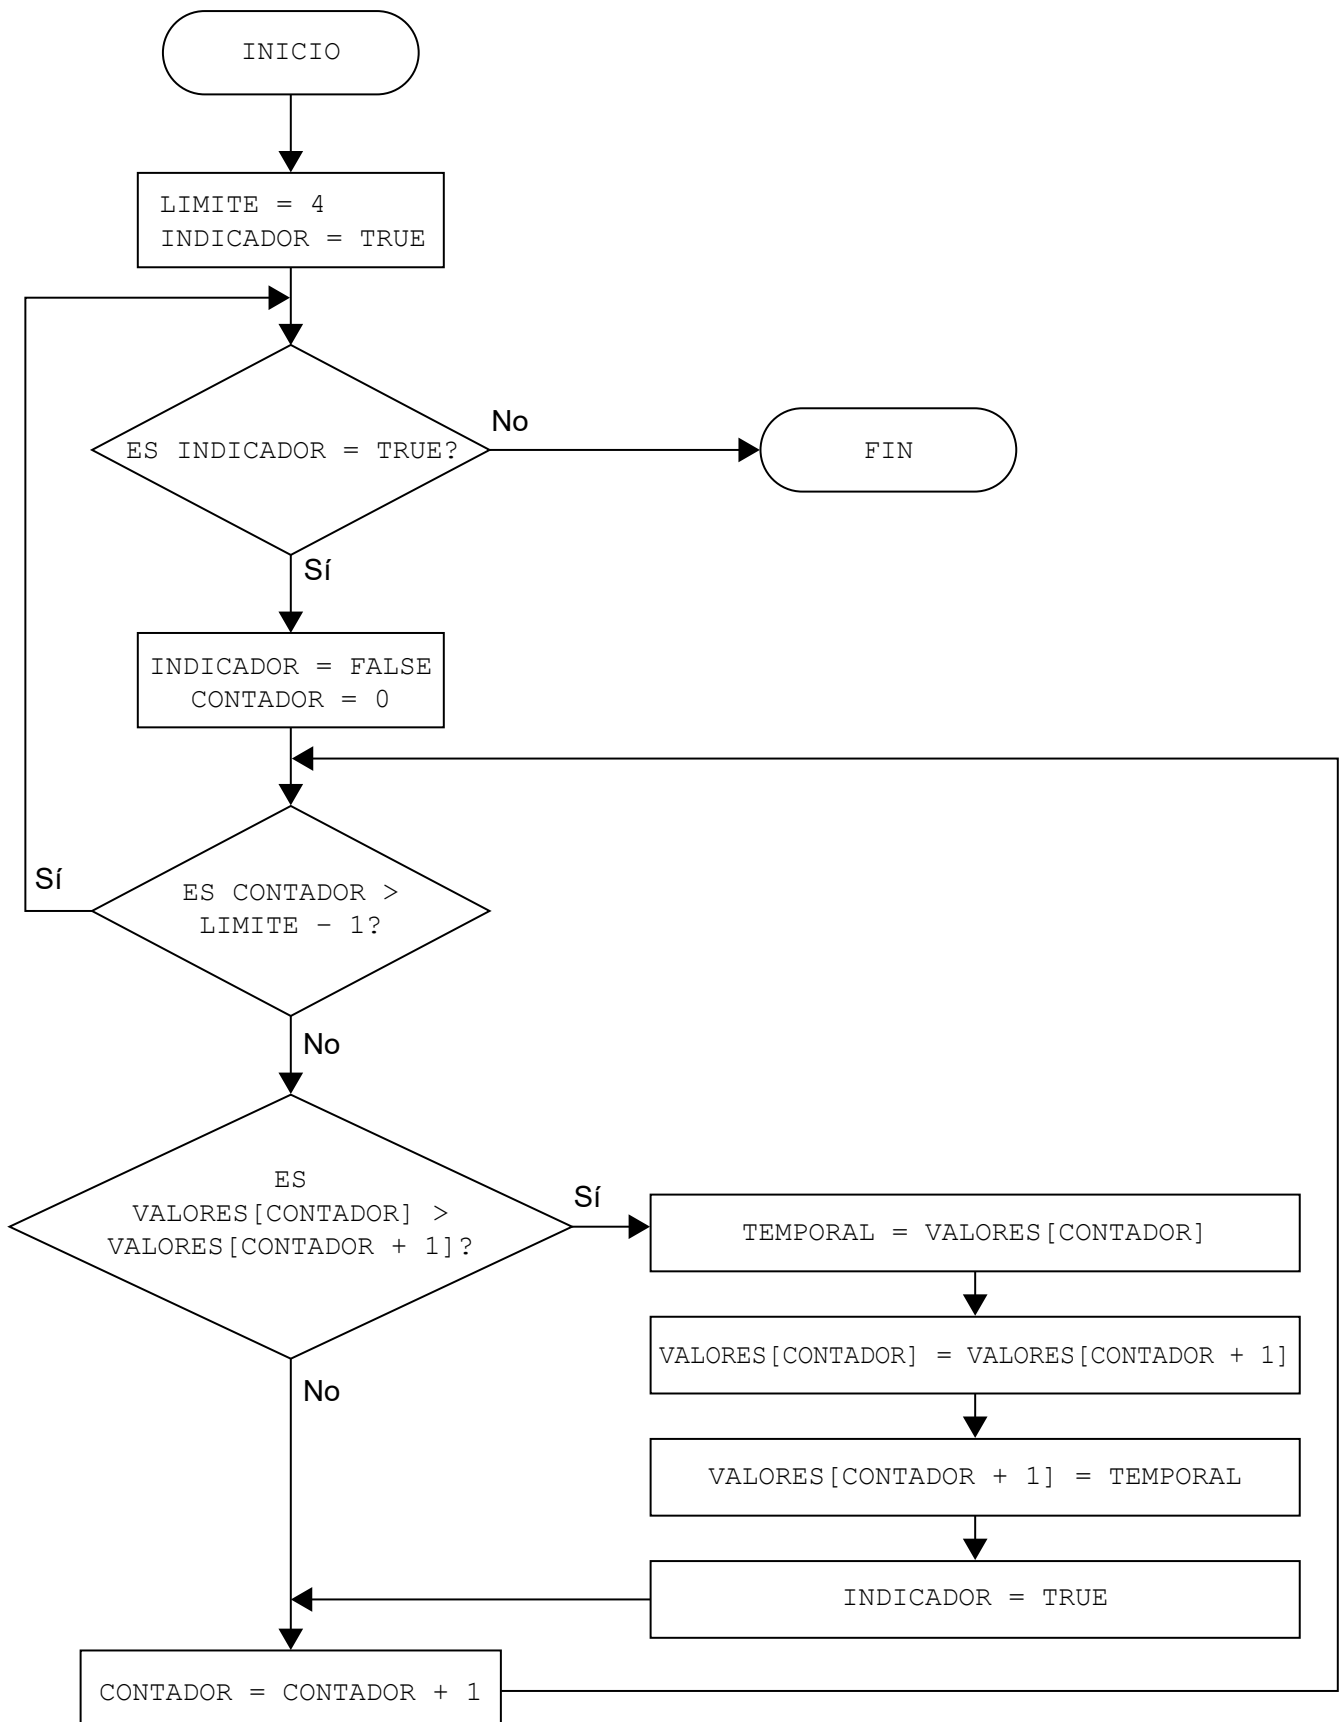 INICIO
LIMITE = 4
INDICADOR = TRUE
ES INDICADOR = TRUE?
No
FIN
Sí
INDICADOR = FALSE
CONTADOR = 0
Sí
ES CONTADOR >
LIMITE – 1?
No
ES
VALORES[CONTADOR] >
VALORES[CONTADOR + 1]?
Sí
TEMPORAL = VALORES[CONTADOR]
VALORES[CONTADOR] = VALORES[CONTADOR + 1]
No
VALORES[CONTADOR + 1] = TEMPORAL
INDICADOR = TRUE
CONTADOR = CONTADOR + 1